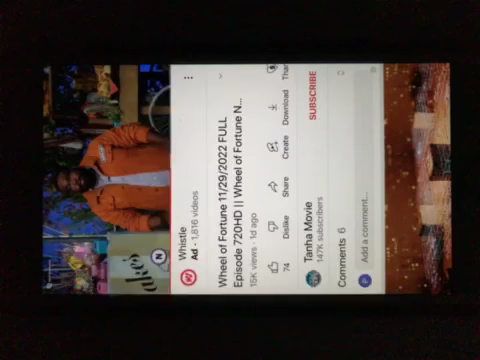 Whistle
Ad · 1,816 videos
Wheel of Fortune 11/29/2022 FULL
Episode 720HD || Wheel of Fortune N...
15K views · 1d ago
74
Dislike
Share
Create
Download
Than
Tanha Movie
147K subscribers
SUBSCRIBE
Comments 6
Add a comment...
N